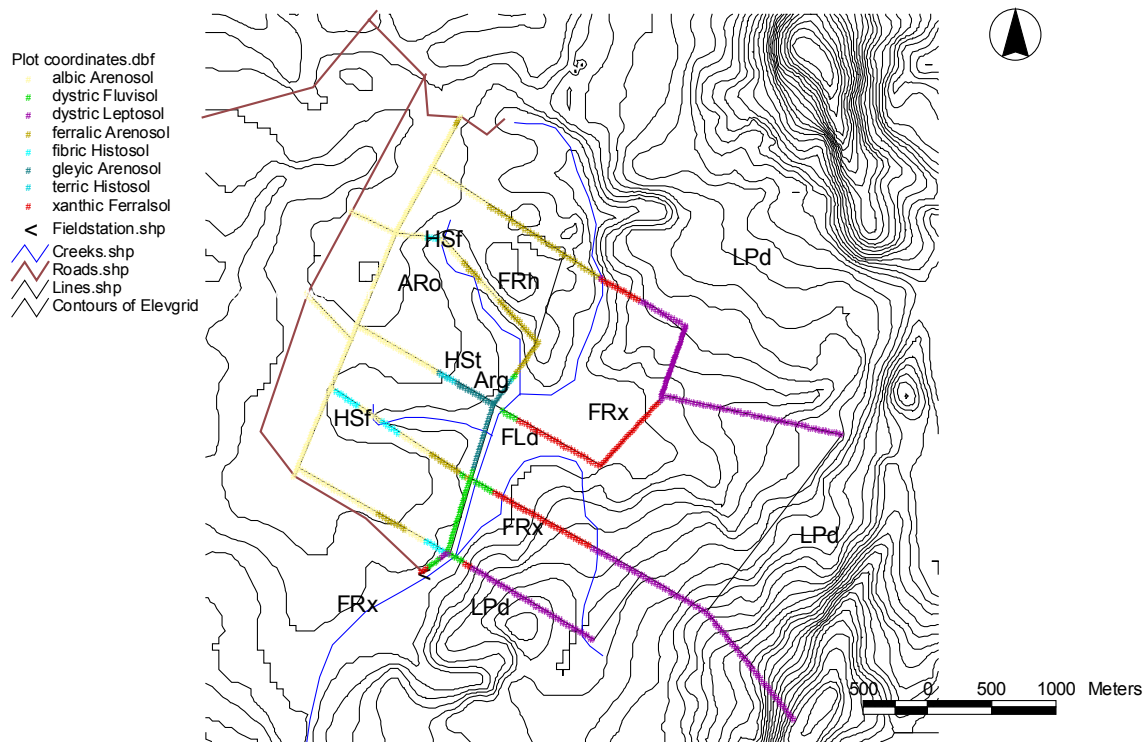 Plot coordinates.dbf
albic Arenosol
dystric Fluvisol
dystric Leptosol
ferralic Arenosol
fibric Histosol
gleyic Arenosol
terric Histosol
xanthic Ferralsol
Fieldstation.shp
Creeks.shp
Roads.shp
Lines.shp
Contours of Elevgrid
HSf
LPd
ARo
FRh
HSt
Arg
HSf
FRx
FLd
FRx
LPd
FRx
LPd
500 0 500 1000 Meters